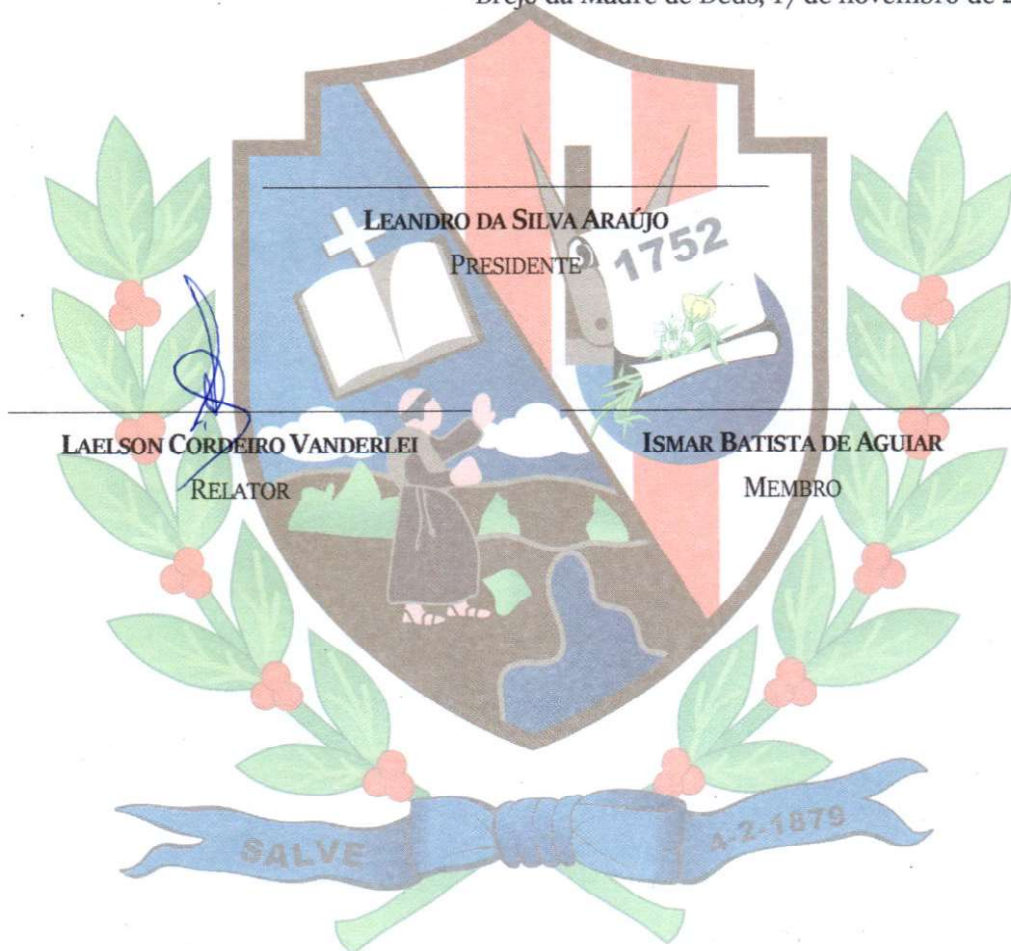 Brejo da Madre de Deus, 17 de novembro de 2
LEANDRO DA SILVA ARAÚJO
PRESIDENTE
1752
LAELSON CORDEIRO VANDERLEI
ISMAR BATISTA DE AGUIAR
RELATOR
MEMBRO
SALVE
4-2-1879